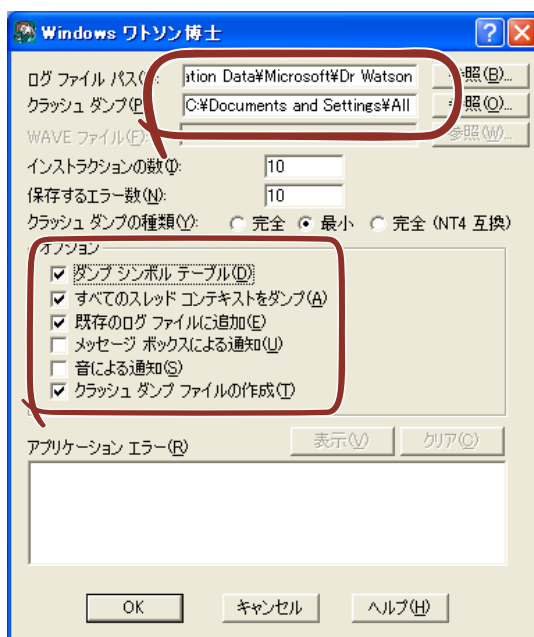 Windows ワトソン博士
ログ ファイル パス( : ation Data¥Microsoft¥Dr Watson 参照(B)...
クラッシュ ダンプ(P C:¥Documents and Settings¥All 参照(O)...
WAVE ファイル(F): 参照(W)...
インストラクションの数(I): 10
保存するエラー数(N): 10
クラッシュ ダンプの種類(Y): 完全 最小 完全 (NT4 互換)
オプション
ダンプ シンボル テーブル(D)
すべてのスレッド コンテキストをダンプ(A)
既存のログ ファイルに追加(E)
メッセージ ボックスによる通知(U)
音による通知(S)
クラッシュ ダンプ ファイルの作成(T)
アプリケーション エラー(R) 表示(V) クリア(C)
OK キャンセル ヘルプ(H)